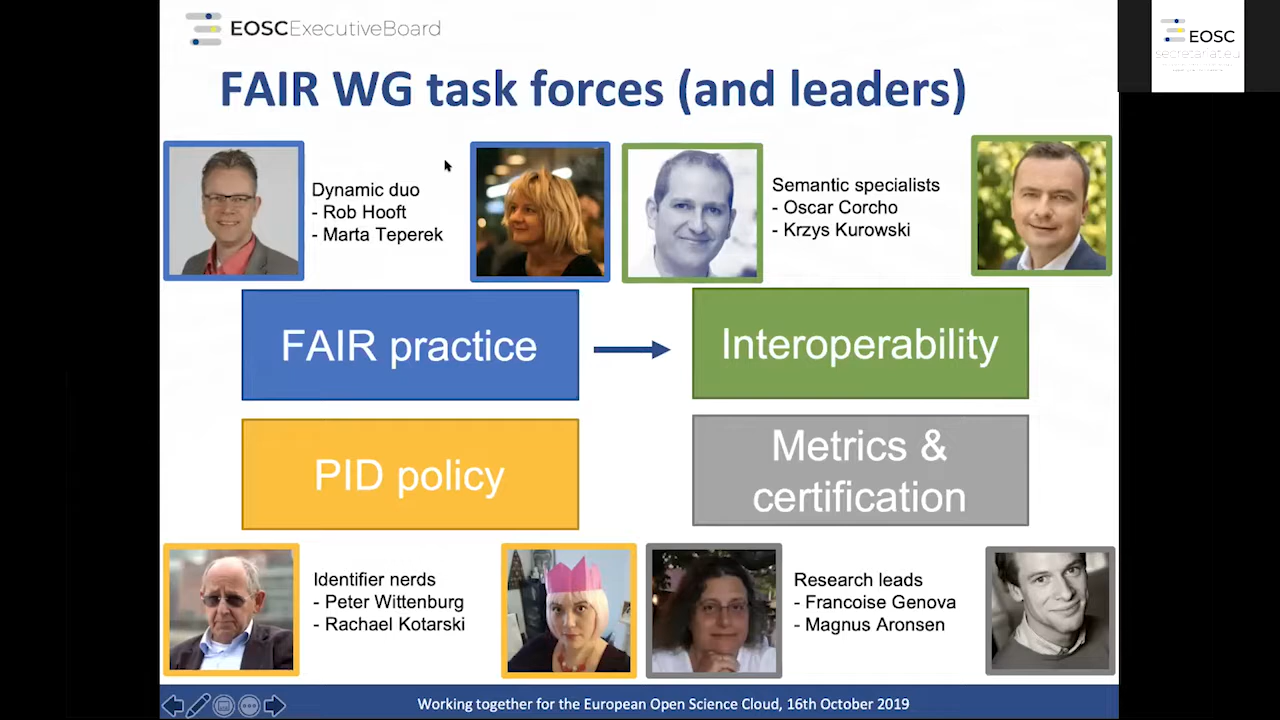 EOSCExecutiveBoard
EOSC
FAIR WG task forces (and leaders)
Dynamic duo
- Rob Hooft
- Marta Teperek
Semantic specialists
- Oscar Corcho
- Krzys Kurowski
FAIR practice
Interoperability
PID policy
Metrics &
certification
Identifier nerds
- Peter Wittenburg
- Rachael Kotarski
Research leads
- Francoise Genova
- Magnus Aronsen
Working together for the European Open Science Cloud, 16th October 2019